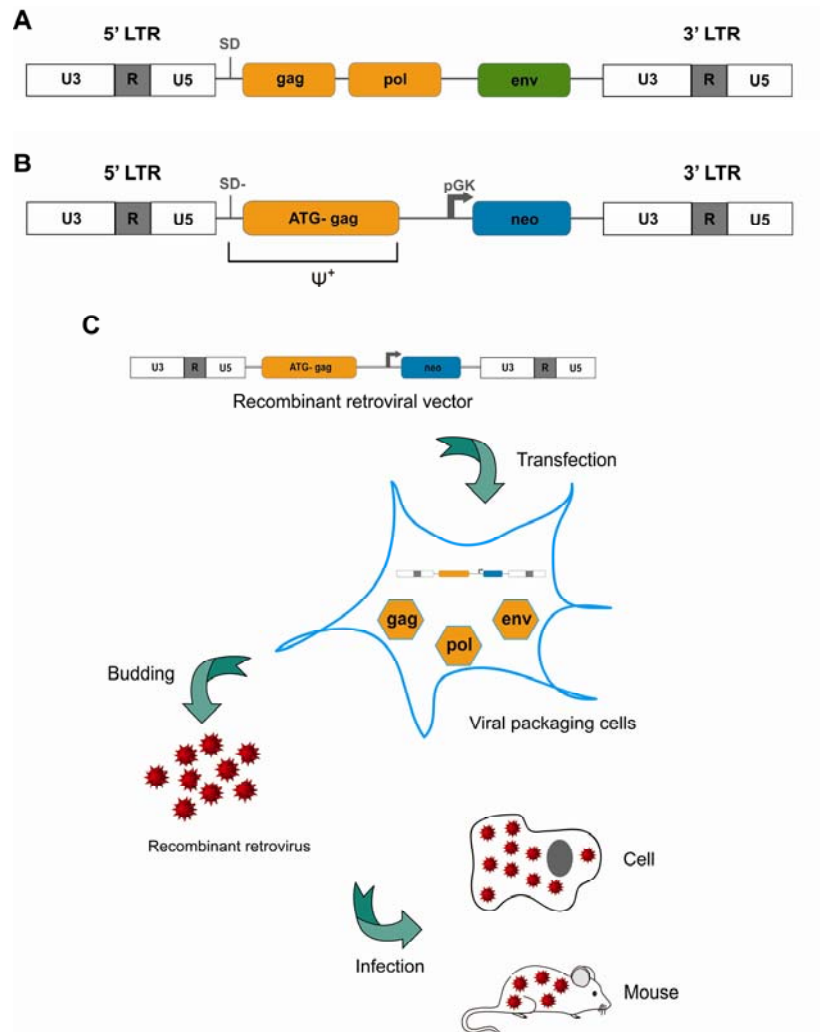 A
5' LTR
3' LTR
SD
U3 R U5 gag pol env U3 R U5
B
5' LTR
3' LTR
SD-
pGK
U3 R U5 ATG- gag neo U3 R U5
Ψ+
C
U3 R U5 ATG- gag neo U3 R U5
Recombinant retroviral vector
Transfection
gag
env
pol
Budding
Viral packaging cells
Recombinant retrovirus
Cell
Infection
Mouse